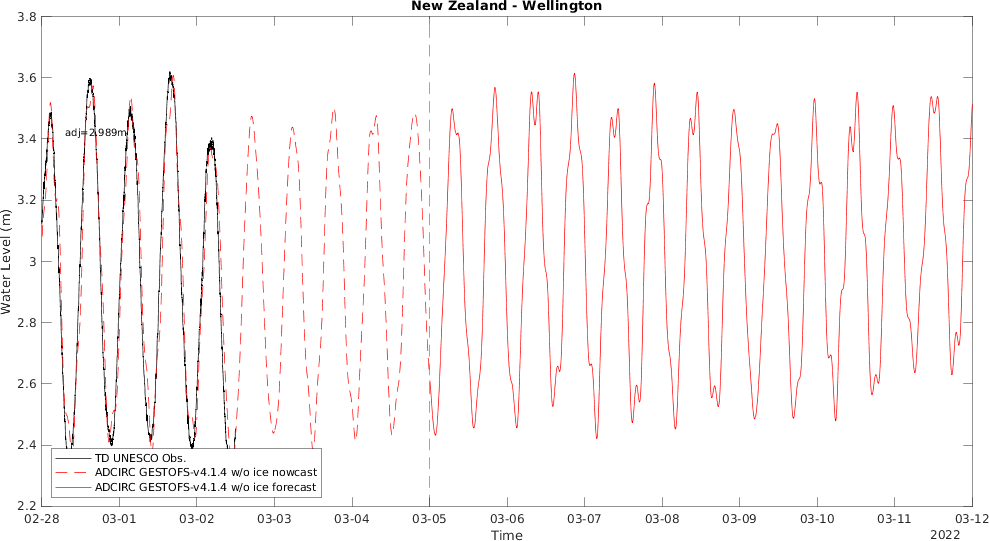 New Zealand - Wellington
3.8
3.6
3.4
3.2
3
2.8
2.6
2.4
2.2
Water Level (m)
adj=2.989m
TD UNESCO Obs.
ADCIRC GESTOFS-v4.1.4 w/o ice nowcast
ADCIRC GESTOFS-v4.1.4 w/o ice forecast
02-28 03-01 03-02 03-03 03-04 03-05 03-06 03-07 03-08 03-09 03-10 03-11 03-12
Time
2022